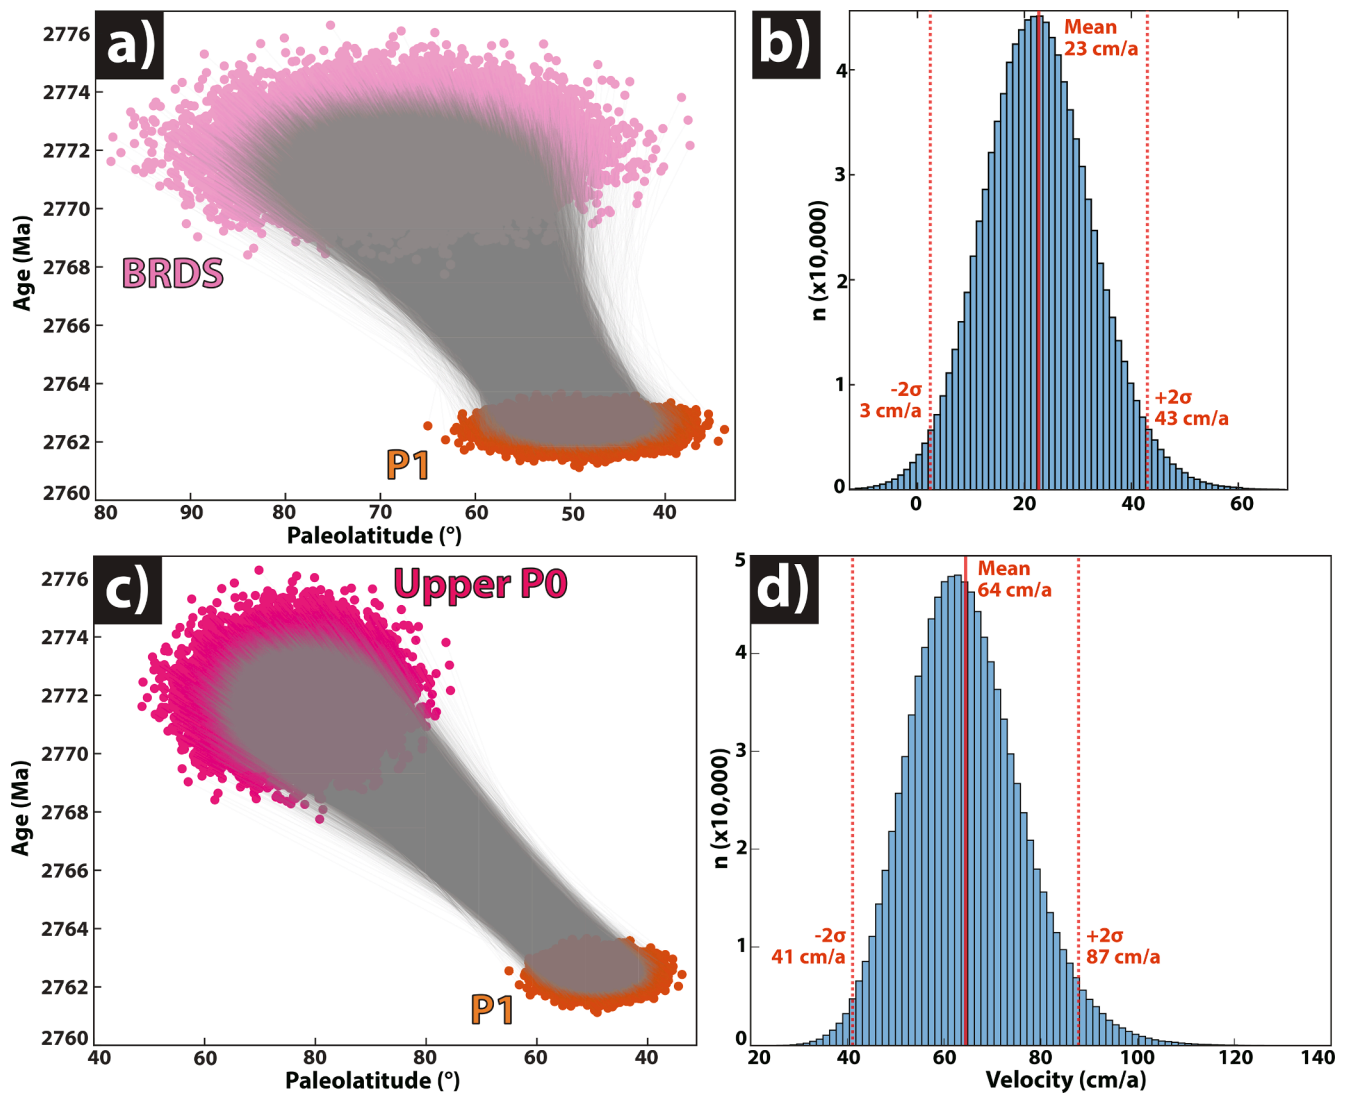 a)
2776
2774
2772
2770
2768
2766
2764
2762
2760
Age (Ma)
BRDS
P1
80 90 80 70 60 50 40
Paleolatitude (°)
b)
Mean
23 cm/a
4
3
2
1
0
n (x10,000)
-2σ
3 cm/a
+2σ
43 cm/a
0 20 40 60
c)
Upper P0
2776
2774
2772
2770
2768
2766
2764
2762
2760
Age (Ma)
P1
40 60 80 80 60 40
Paleolatitude (°)
d)
Mean
64 cm/a
5
4
3
2
1
0
n (x10,000)
-2σ
41 cm/a
+2σ
87 cm/a
20 40 60 80 100 120 140
Velocity (cm/a)